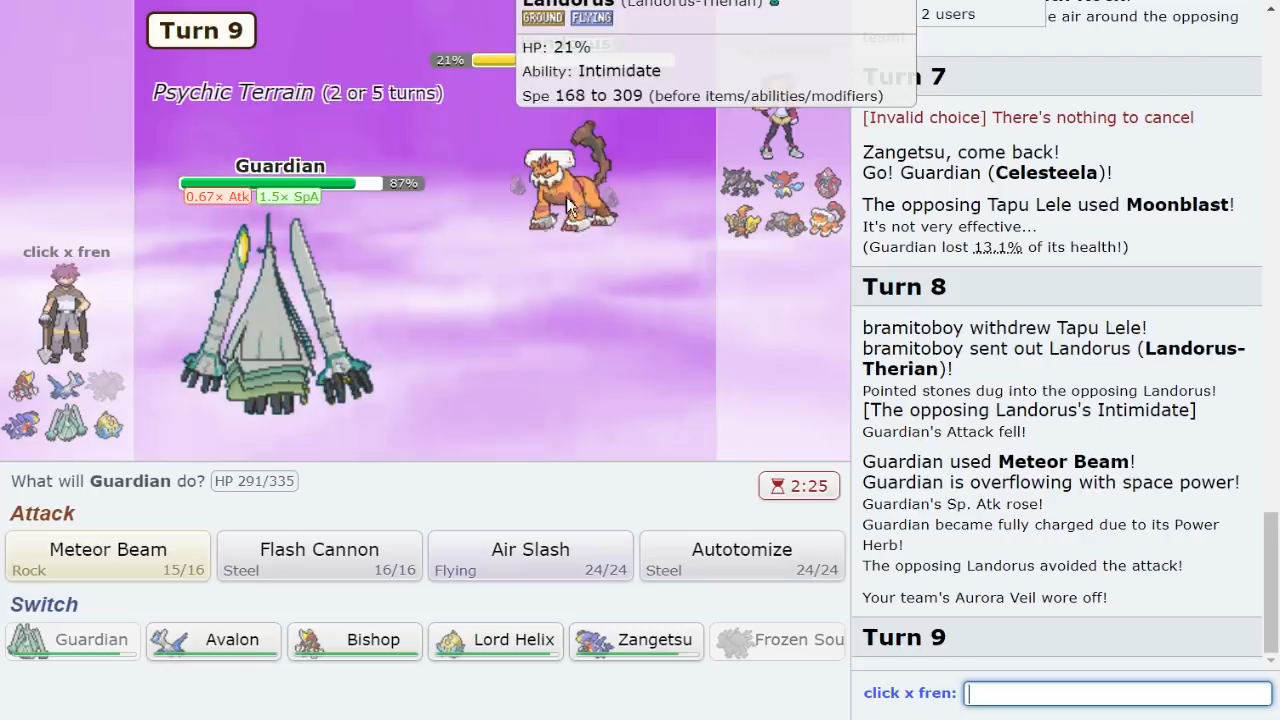 Turn 9
Landorus (Landorus-Therian)
GROUND FLYING
HP: 21%
Ability: Intimidate
Spe 168 to 309 (before items/abilities/modifiers)
21%
Psychic Terrain (2 or 5 turns)
Guardian
87%
0.67× Atk 1.5× SpA
click x fren
What will Guardian do? HP 291/335
2:25
Attack
Meteor Beam
Rock 15/16
Flash Cannon
Steel 16/16
Air Slash
Flying 24/24
Autotomize
Steel 24/24
Switch
Guardian
Avalon
Bishop
Lord Helix
Zangetsu
Frozen Sou
2 users
e air around the opposing
team!
Turn 7
[Invalid choice] There's nothing to cancel
Zangetsu, come back!
Go! Guardian (Celesteela)!
The opposing Tapu Lele used Moonblast!
It's not very effective...
(Guardian lost 13.1% of its health!)
Turn 8
bramitoboy withdrew Tapu Lele!
bramitoboy sent out Landorus (Landorus-
Therian)!
Pointed stones dug into the opposing Landorus!
[The opposing Landorus's Intimidate]
Guardian's Attack fell!
Guardian used Meteor Beam!
Guardian is overflowing with space power!
Guardian's Sp. Atk rose!
Guardian became fully charged due to its Power
Herb!
The opposing Landorus avoided the attack!
Your team's Aurora Veil wore off!
Turn 9
click x fren: